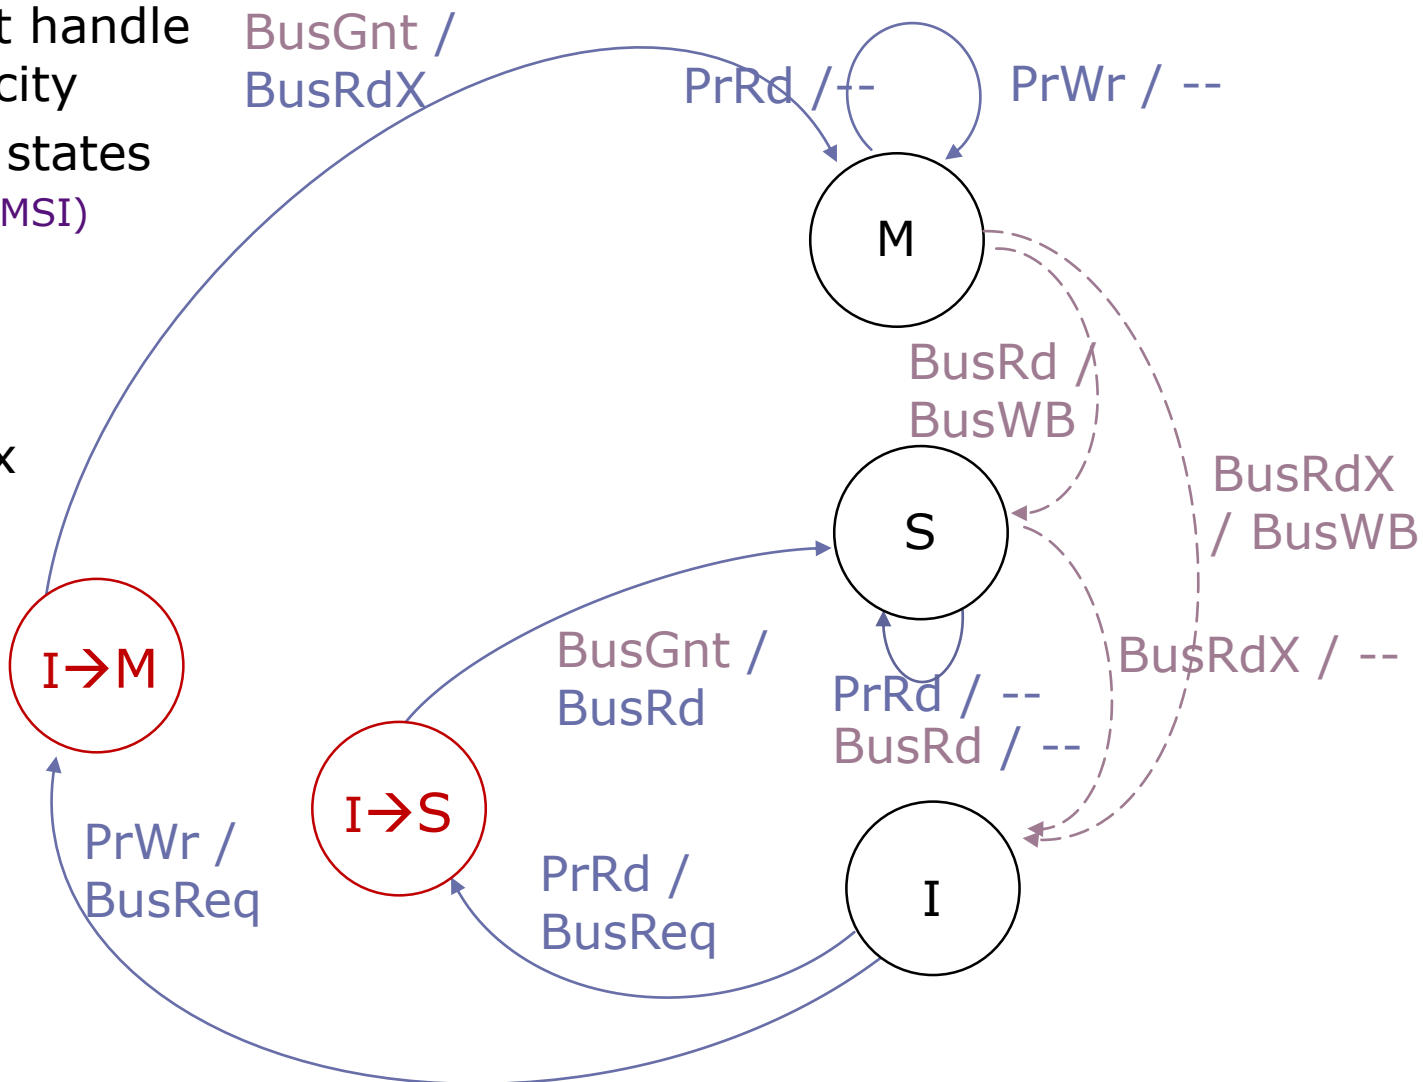 t handle
city
states
MSI)
x
BusGnt /
BusRdX
PrRd / --
PrWr / --
M
BusRd /
BusWB
BusRdX
/ BusWB
S
BusGnt /
BusRd
PrRd / --
BusRd / --
BusRdX / --
I→M
I→S
PrWr /
BusReq
PrRd /
BusReq
I